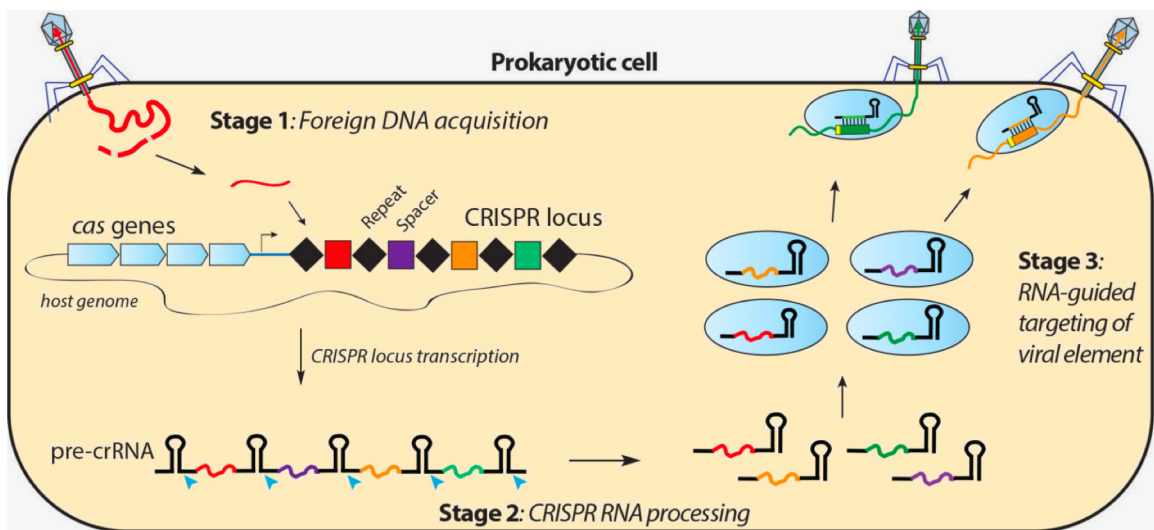 Prokaryotic cell
Stage 1: Foreign DNA acquisition
cas genes
Repeat
Spacer
CRISPR locus
host genome
CRISPR locus transcription
pre-crRNA
Stage 2: CRISPR RNA processing
Stage 3:
RNA-guided
targeting of
viral element